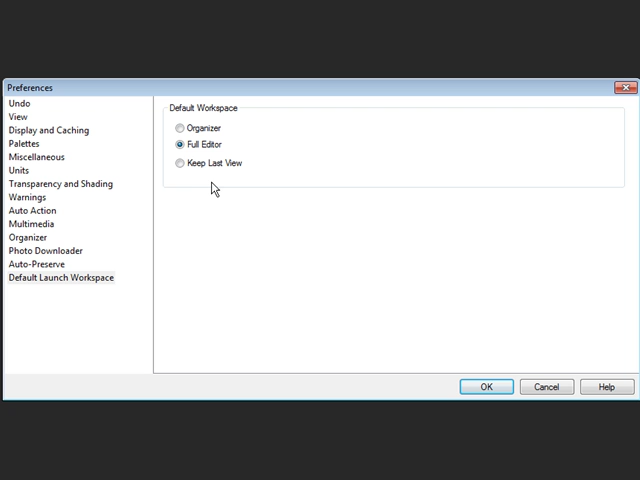 Preferences
Undo
View
Display and Caching
Palettes
Miscellaneous
Units
Transparency and Shading
Warnings
Auto Action
Multimedia
Organizer
Photo Downloader
Auto-Preserve
Default Launch Workspace
Default Workspace
Organizer
Full Editor
Keep Last View
OK
Cancel
Help